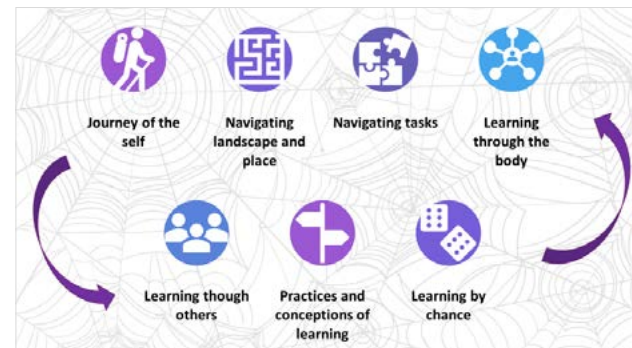 Journey of the
self
Navigating
landscape and
place
Navigating tasks
Learning
through the
body
Learning though
others
Practices and
conceptions of
learning
Learning by
chance